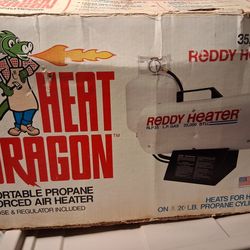 35,
REDDY HEATER
HEAT
DRAGON™
PORTABLE PROPANE
FORCED AIR HEATER
HOSE & REGULATOR INCLUDED
REDDY HEATER
HEATS FOR H
ON A 20 LB. PROPANE CYL